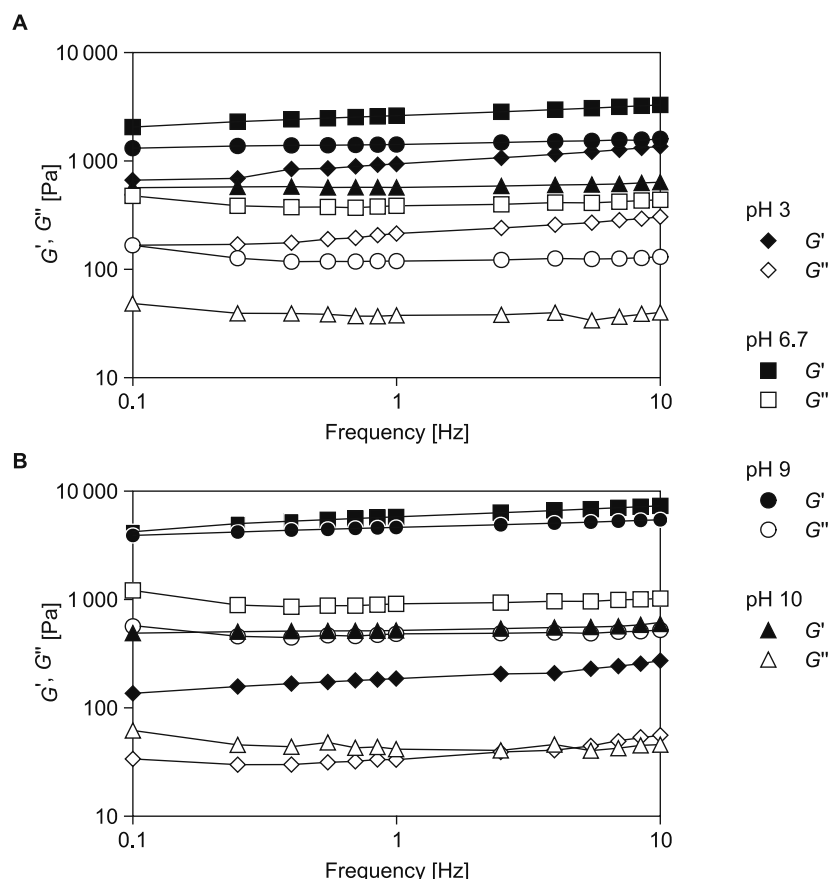 A
10 000
1 000
100
10
G', G'' [Pa]
0.1
1
10
Frequency [Hz]
B
10 000
1 000
100
10
G', G'' [Pa]
0.1
1
10
Frequency [Hz]
pH 3
G'
G''
pH 6.7
G'
G''
pH 9
G'
G''
pH 10
G'
G''